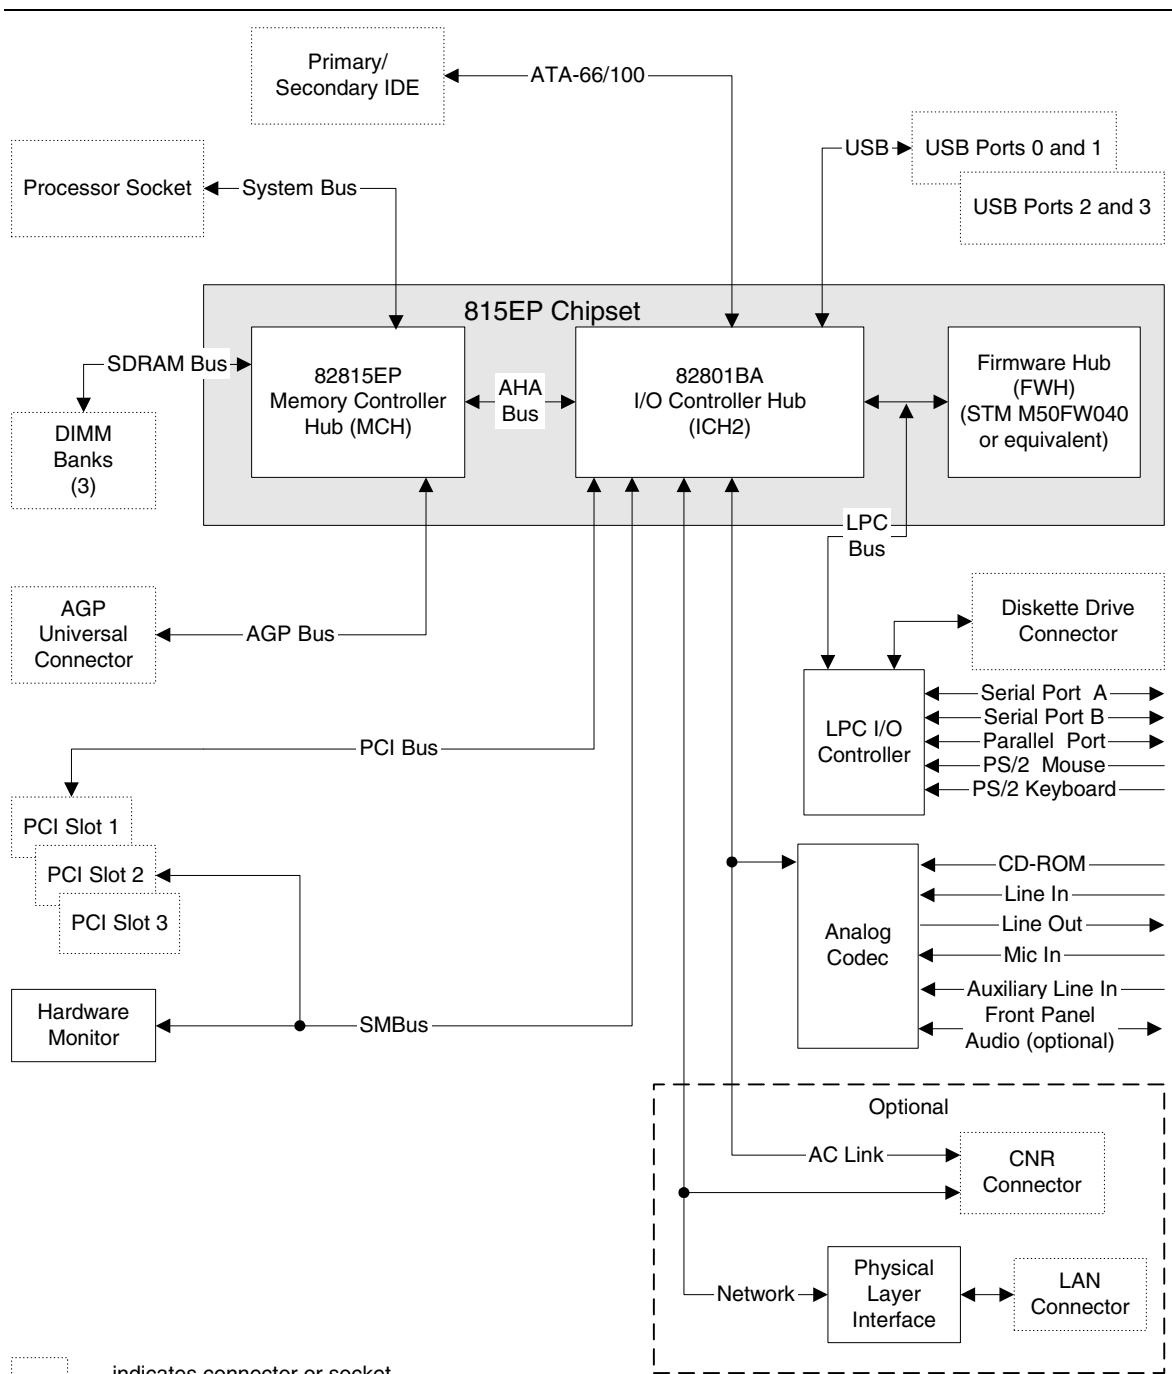 Primary/
Secondary IDE
ATA-66/100
USB
USB Ports 0 and 1
USB Ports 2 and 3
Processor Socket
System Bus
815EP Chipset
SDRAM Bus
82815EP
Memory Controller
Hub (MCH)
AHA
Bus
82801BA
I/O Controller Hub
(ICH2)
Firmware Hub
(FWH)
(STM M50FW040
or equivalent)
DIMM
Banks
(3)
LPC
Bus
AGP
Universal
Connector
AGP Bus
Diskette Drive
Connector
LPC I/O
Controller
Serial Port A
Serial Port B
Parallel Port
PS/2 Mouse
PS/2 Keyboard
PCI Bus
PCI Slot 1
PCI Slot 2
PCI Slot 3
Analog
Codec
CD-ROM
Line In
Line Out
Mic In
Auxiliary Line In
Front Panel
Audio (optional)
Hardware
Monitor
SMBus
Optional
AC Link
CNR
Connector
Network
Physical
Layer
Interface
LAN
Connector
indicates connector or socket